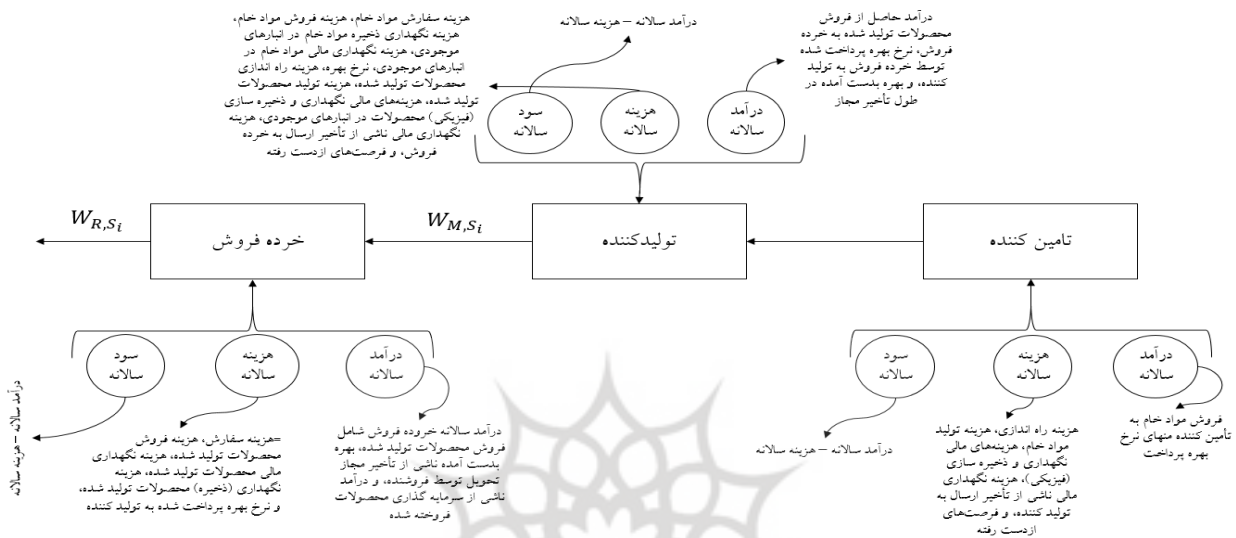 درآمد حاصل از فروش
محصولات تولید شده به خرده
فروش، نرخ بهره پرداخت شده
توسط خرده فروش به تولید
کننده، و بهره بدست آمده در
طول تأخیر مجاز
درآمد سالانه – هزینه سالانه
هزینه سفارش مواد خام، هزینه فروش مواد خام،
هزینه نگهداری ذخیره مواد خام در انبارهای
موجودی، هزینه نگهداری مالی مواد خام در
انبارهای موجودی، نرخ بهره، هزینه راه اندازی
محصولات تولید شده، هزینه تولید محصولات
تولید شده، هزینه‌های مالی نگهداری و ذخیره سازی
(فیزیکی) محصولات در انبارهای موجودی، هزینه
نگهداری مالی ناشی از تأخیر ارسال به خرده
فروش، و فرصت‌های ازدست رفته
درآمد
سالانه
هزینه
سالانه
سود
سالانه
تامین کننده
تولیدکننده
W_{M,S_i}
خرده فروش
W_{R,S_i}
درآمد
سالانه
هزینه
سالانه
سود
سالانه
فروش مواد خام به
تأمین کننده منهای نرخ
بهره پرداخت
هزینه راه اندازی، هزینه تولید
مواد خام، هزینه‌های مالی
نگهداری و ذخیره سازی
(فیزیکی)، هزینه نگهداری
مالی ناشی از تأخیر ارسال به
تولید کننده، و فرصت‌های
ازدست رفته
درآمد سالانه – هزینه سالانه
درآمد
سالانه
هزینه
سالانه
سود
سالانه
درآمد سالانه خروده فروش شامل
فروش محصولات تولید شده، بهره
بدست آمده ناشی از تأخیر مجاز
تحویل توسط فروشنده، و درآمد
ناشی از سرمایه گذاری محصولات
فروخته شده
=هزینه سفارش، هزینه فروش
محصولات تولید شده، هزینه نگهداری
مالی محصولات تولید شده، هزینه
نگهداری (ذخیره) محصولات تولید شده،
و نرخ بهره پرداخت شده به تولید کننده
درآمد سالانه – هزینه سالانه